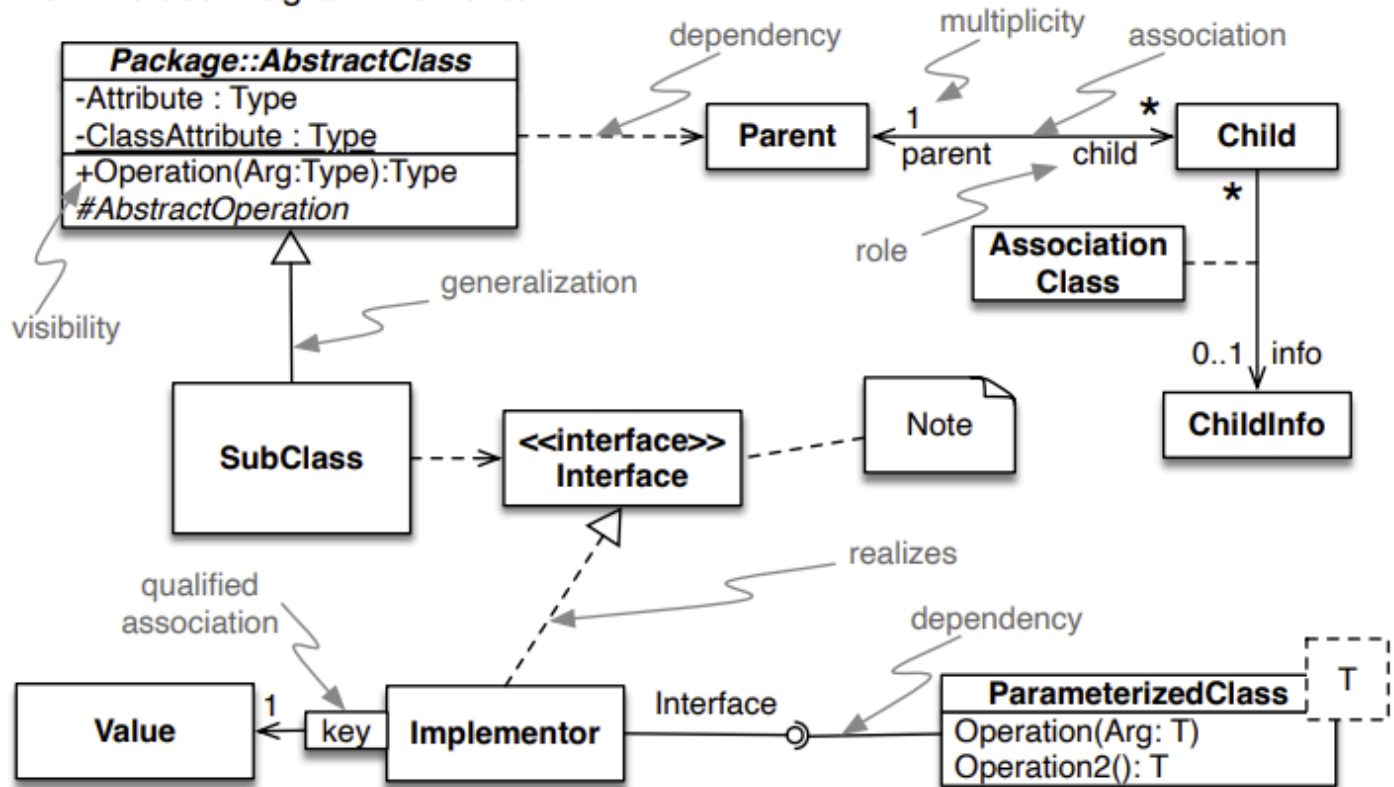 dependency
multiplicity
association
Package::AbstractClass
-Attribute : Type
-ClassAttribute : Type
+Operation(Arg:Type):Type
#AbstractOperation
Parent
1
parent
*
child
Child
*
role
Association
Class
generalization
visibility
0..1
info
ChildInfo
SubClass
<<interface>>
Interface
Note
realizes
qualified
association
dependency
Value
1
key
Implementor
Interface
ParameterizedClass
T
Operation(Arg: T)
Operation2(): T